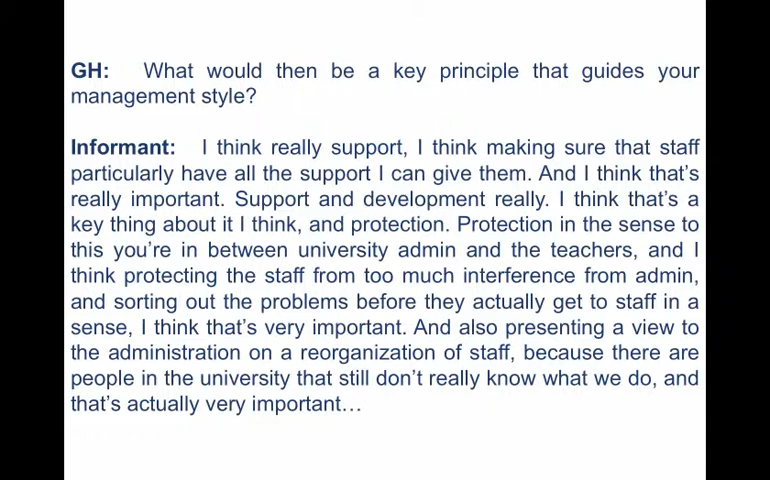 GH: What would then be a key principle that guides your
management style?
Informant: I think really support, I think making sure that staff
particularly have all the support I can give them. And I think that's
really important. Support and development really. I think that's a
key thing about it I think, and protection. Protection in the sense to
this you're in between university admin and the teachers, and I
think protecting the staff from too much interference from admin,
and sorting out the problems before they actually get to staff in a
sense, I think that's very important. And also presenting a view to
the administration on a reorganization of staff, because there are
people in the university that still don't really know what we do, and
that's actually very important…